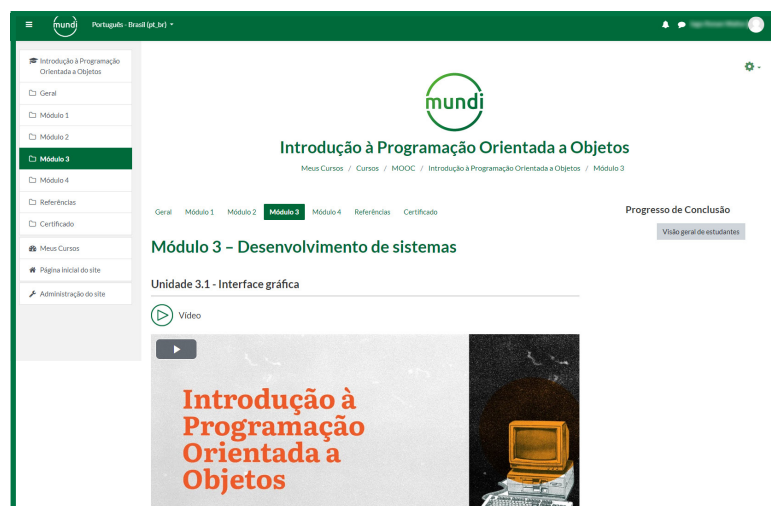 mundi
Português - Brasil (pt_br)
Introdução à Programação
Orientada a Objetos
Geral
Módulo 1
Módulo 2
Módulo 3
Módulo 4
Referências
Certificado
Meus Cursos
Página inicial do site
Administração do site
mundi
Introdução à Programação Orientada a Objetos
Meus Cursos / Cursos / MOOC / Introdução à Programação Orientada a Objetos / Módulo 3
Geral Módulo 1 Módulo 2 Módulo 3 Módulo 4 Referências Certificado
Módulo 3 – Desenvolvimento de sistemas
Unidade 3.1 - Interface gráfica
Vídeo
Introdução à
Programação
Orientada a
Objetos
Progresso de Conclusão
Visão geral de estudantes